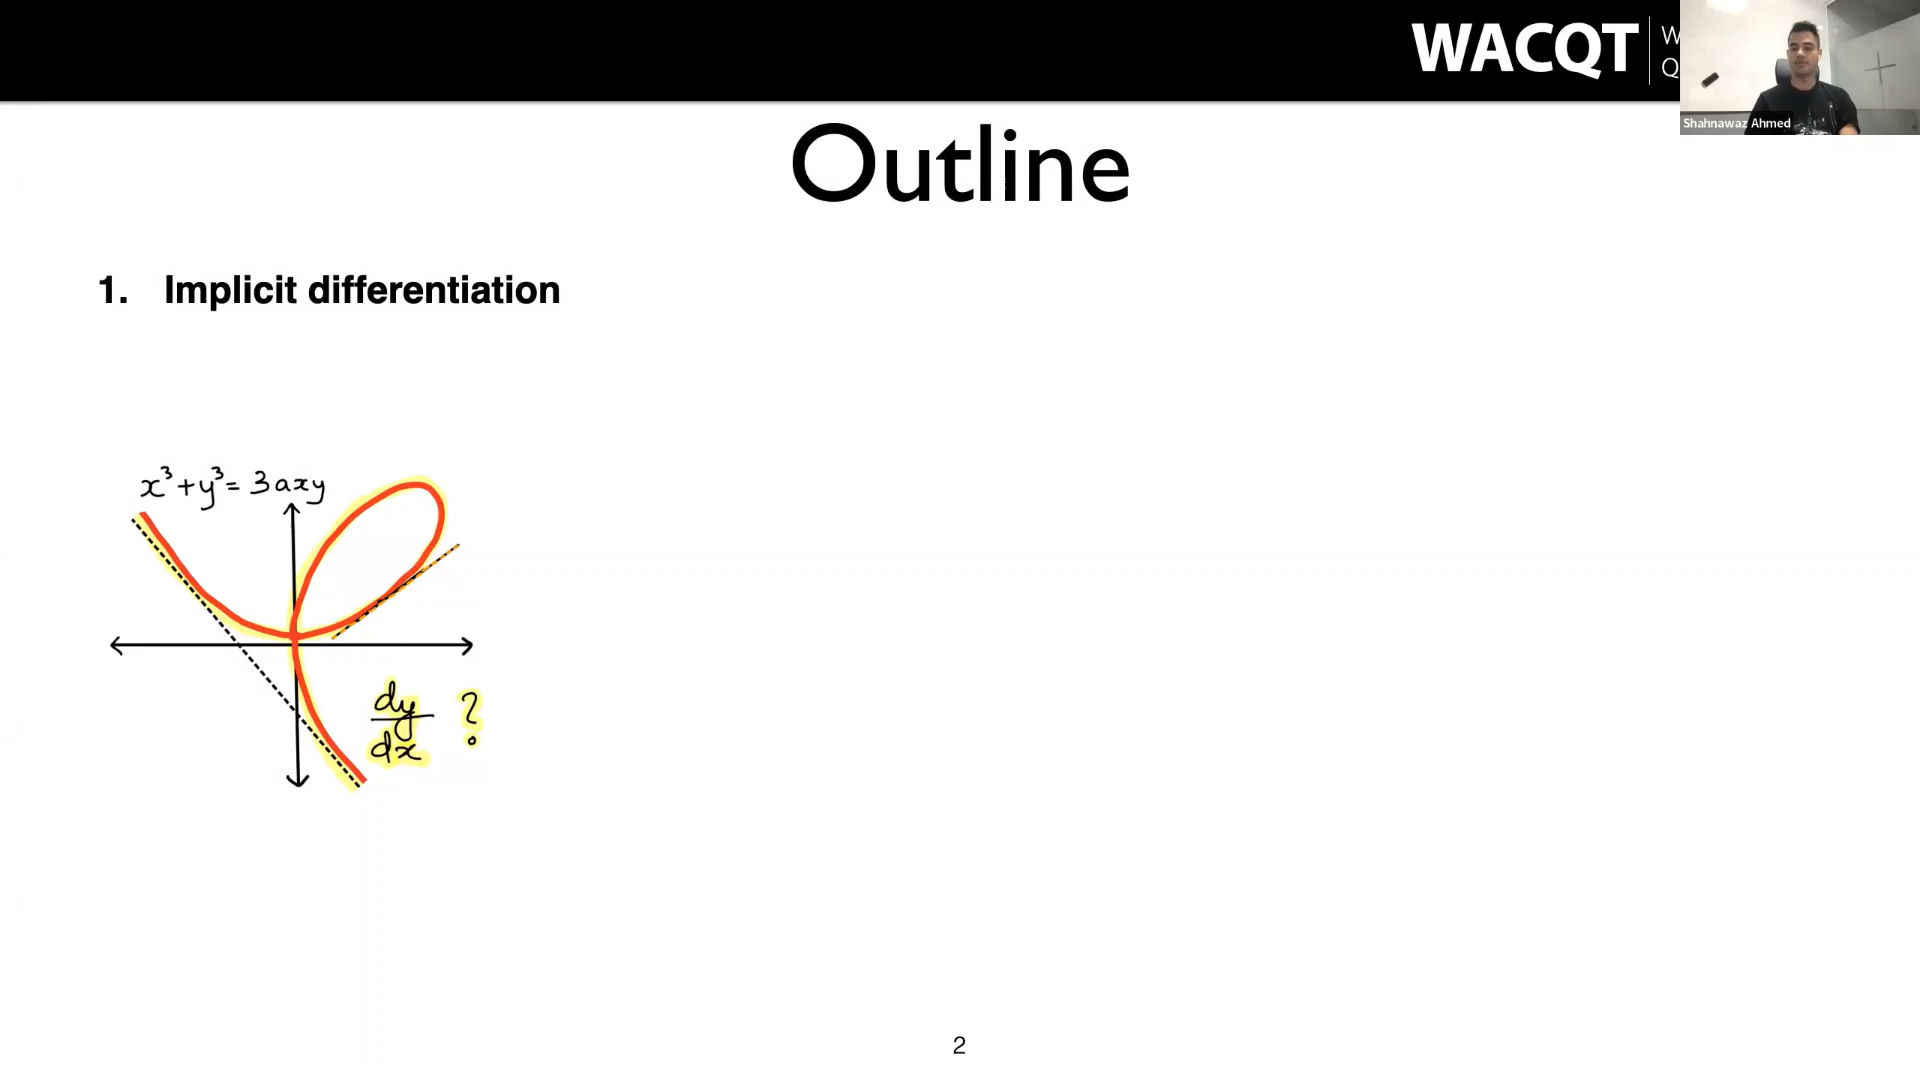 WACQT
W
Q
Shahnawaz Ahmed
Outline
1. Implicit differentiation
x³+y³= 3axy
dy/dx ?
2